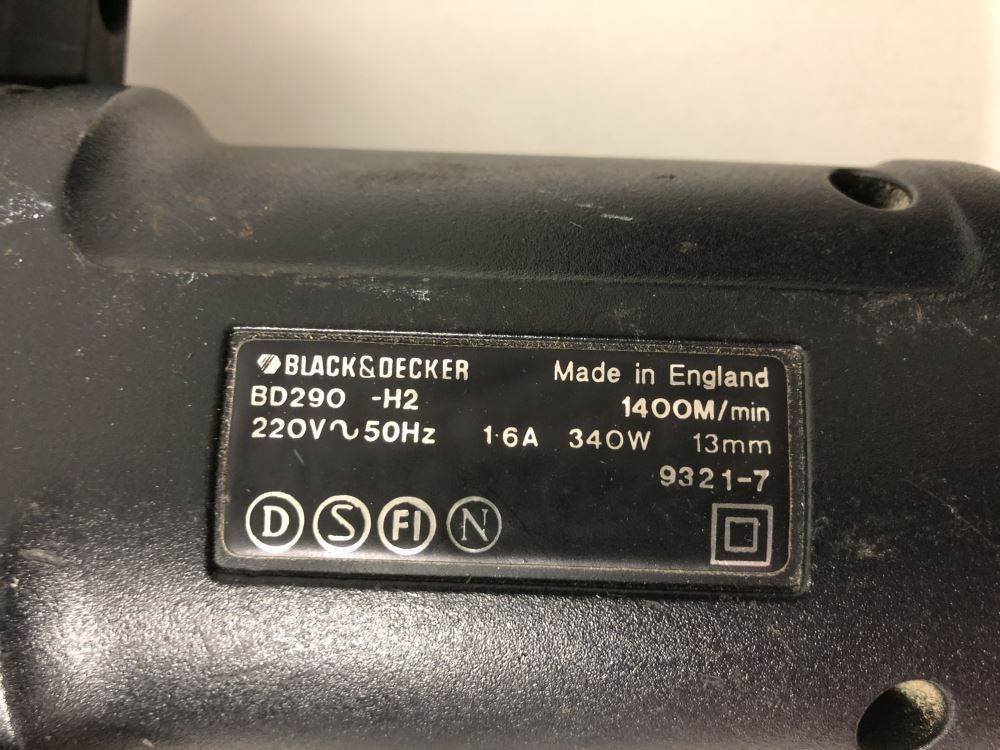 BLACK&DECKER Made in England
BD290 -H2 1400M/min
220V∿50Hz 1·6A 340W 13mm
9321-7
D S FI N